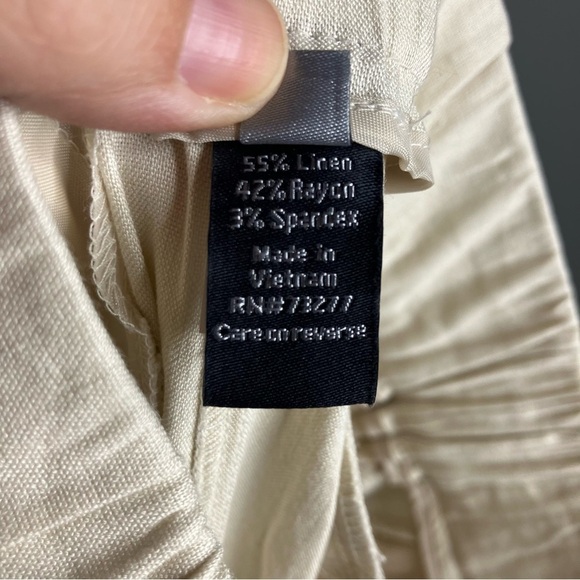 55% Linen
42% Rayon
3% Spandex
Made in
Vietnam
RN#73277
Care on reverse